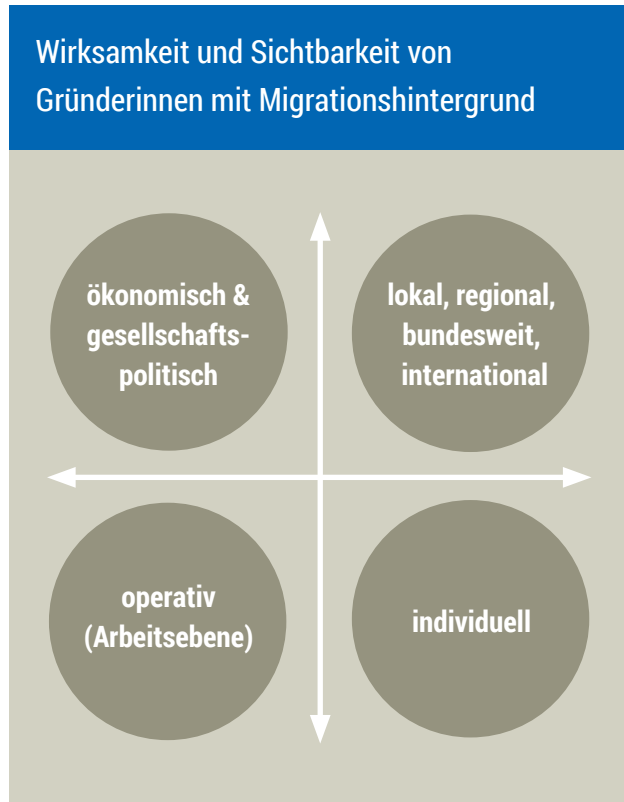 Wirksamkeit und Sichtbarkeit von
Gründerinnen mit Migrationshintergrund
ökonomisch &
gesellschafts-
politisch
lokal, regional,
bundesweit,
international
operativ
(Arbeitsebene)
individuell